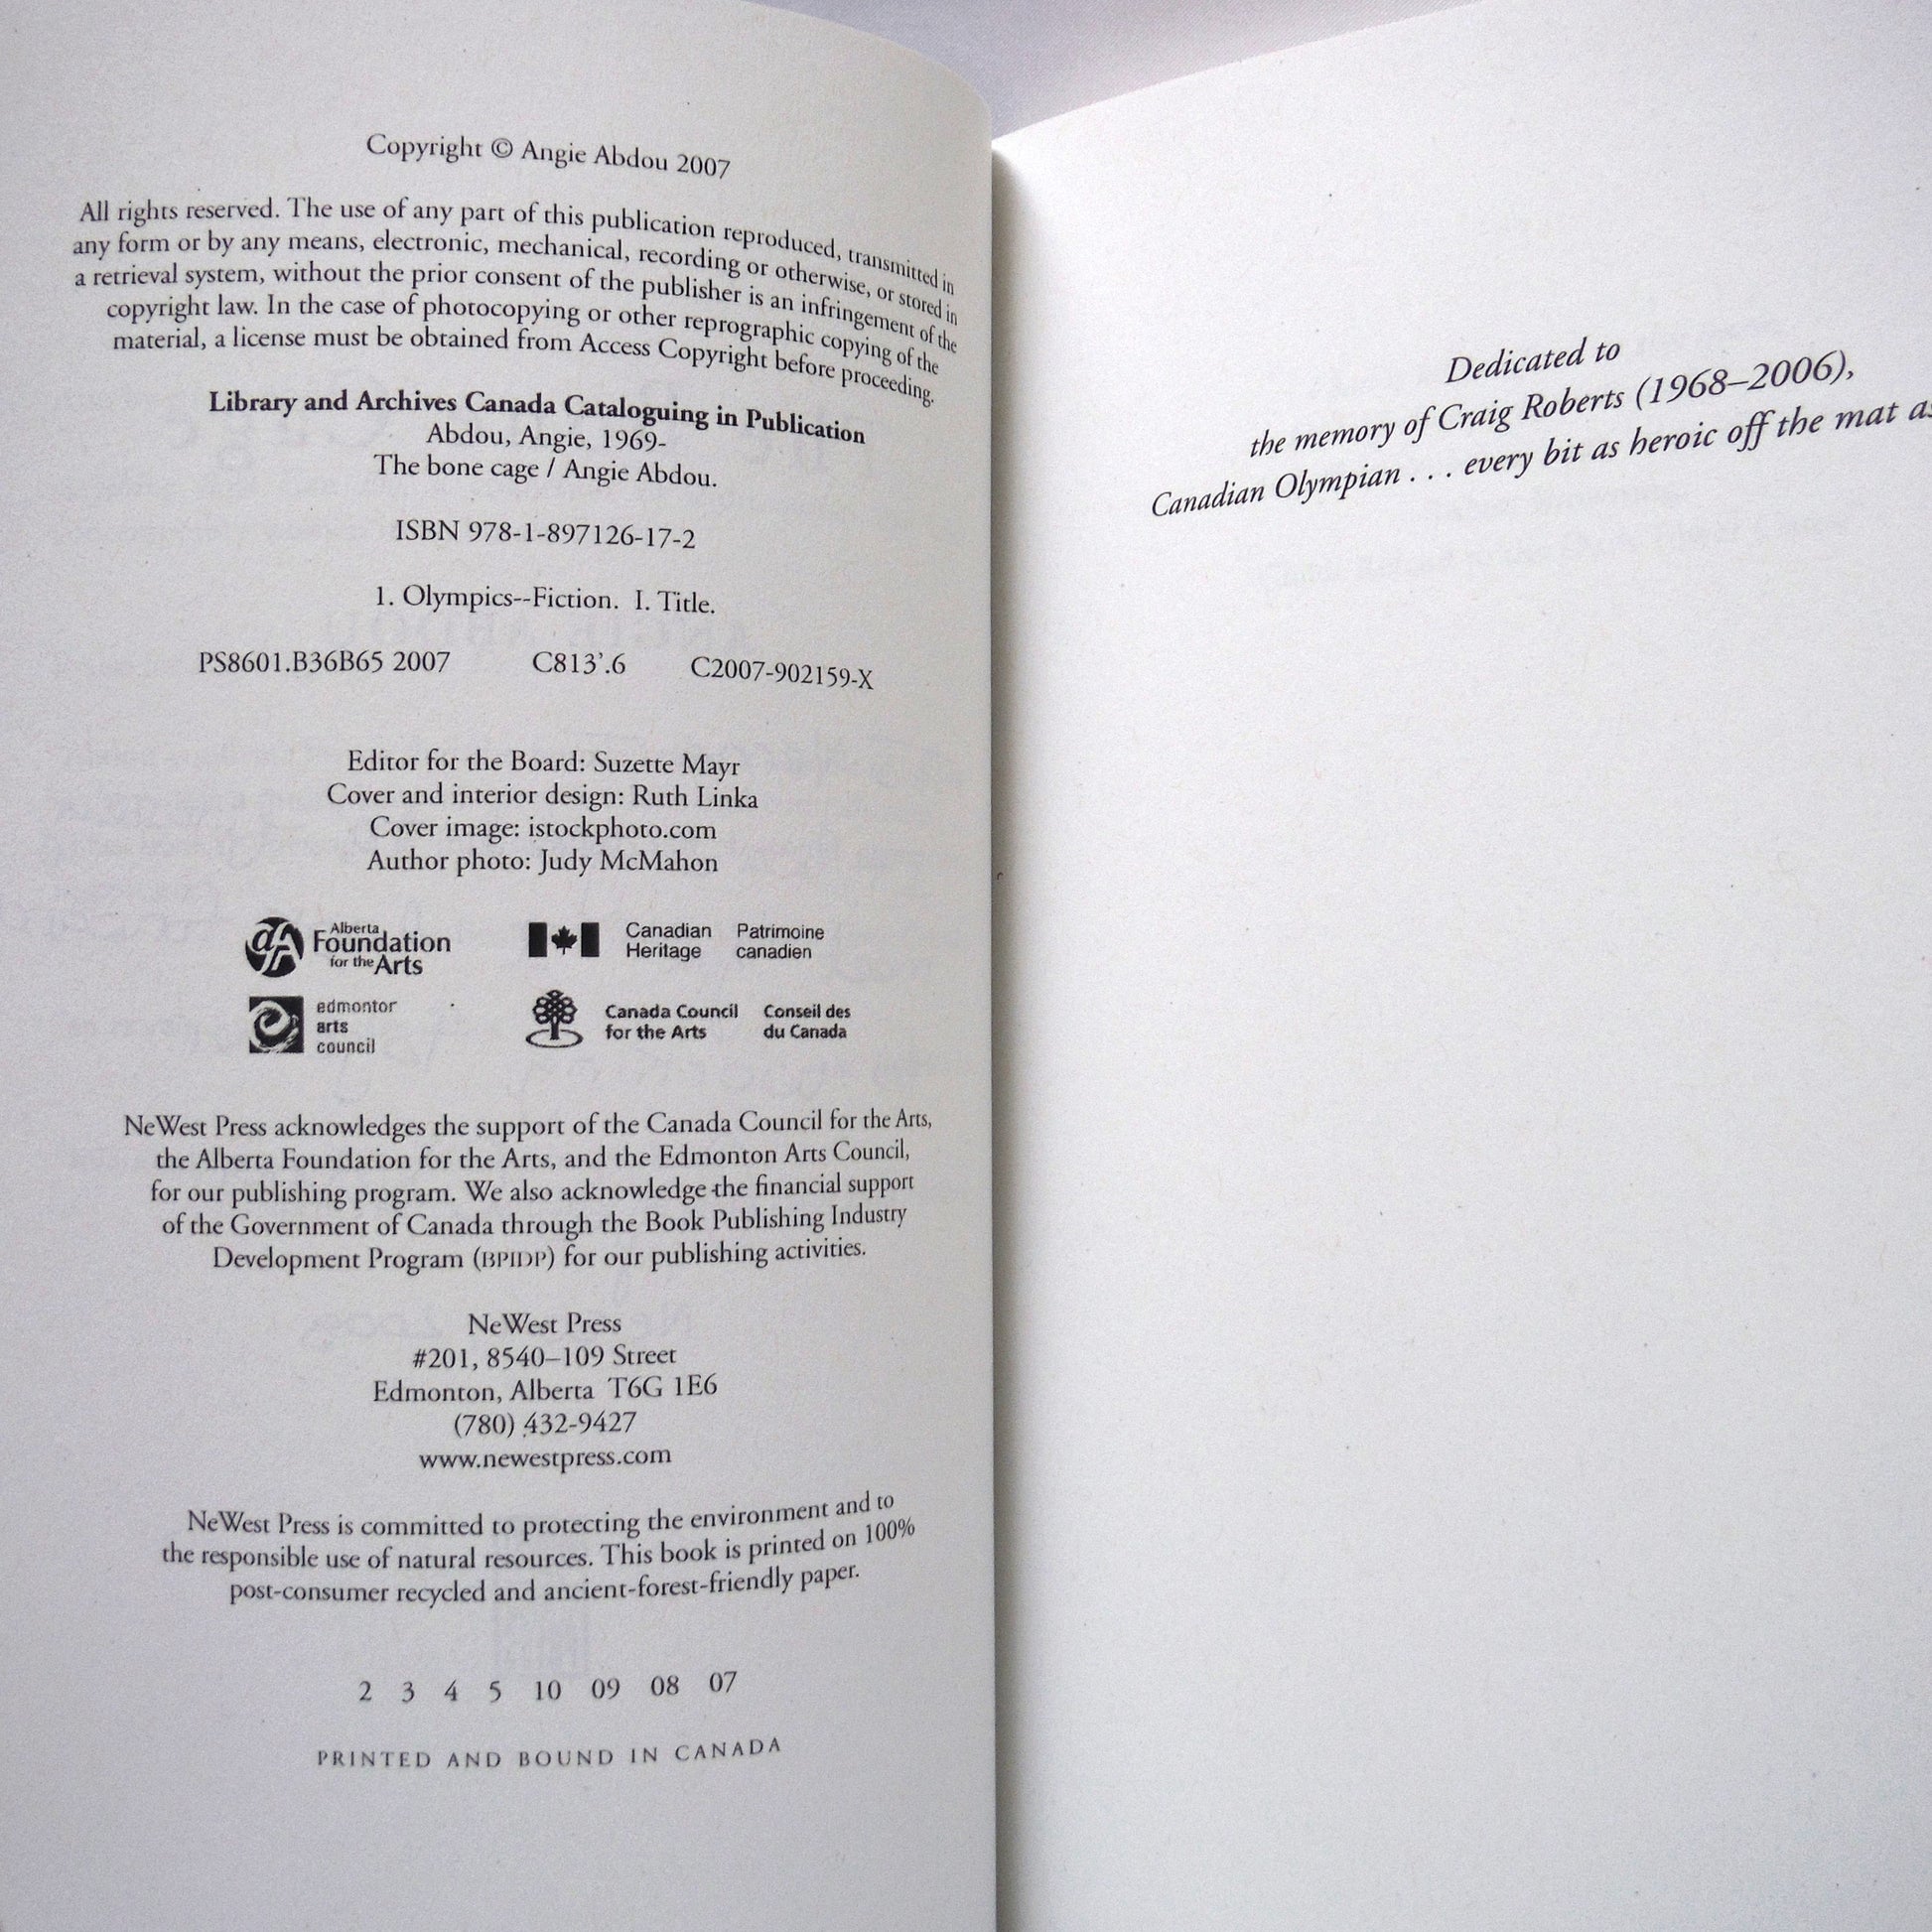 Copyright © Angie Abdou 2007
All rights reserved. The use of any part of this publication reproduced, transmitted in
any form or by any means, electronic, mechanical, recording or otherwise, or stored in
a retrieval system, without the prior consent of the publisher is an infringement of the
copyright law. In the case of photocopying or other reprographic copying of the
material, a license must be obtained from Access Copyright before proceeding.
Library and Archives Canada Cataloguing in Publication
Abdou, Angie, 1969-
The bone cage / Angie Abdou.
ISBN 978-1-897126-17-2
1. Olympics--Fiction. I. Title.
PS8601.B36B65 2007 C813'.6 C2007-902159-X
Editor for the Board: Suzette Mayr
Cover and interior design: Ruth Linka
Cover image: istockphoto.com
Author photo: Judy McMahon
Alberta
Foundation
for the Arts
Canadian
Heritage
Patrimoine
canadien
edmontor
arts
council
Canada Council
for the Arts
Conseil des
du Canada
NeWest Press acknowledges the support of the Canada Council for the Arts,
the Alberta Foundation for the Arts, and the Edmonton Arts Council,
for our publishing program. We also acknowledge the financial support
of the Government of Canada through the Book Publishing Industry
Development Program (BPIDP) for our publishing activities.
NeWest Press
#201, 8540–109 Street
Edmonton, Alberta T6G 1E6
(780) 432-9427
www.newestpress.com
NeWest Press is committed to protecting the environment and to
the responsible use of natural resources. This book is printed on 100%
post-consumer recycled and ancient-forest-friendly paper.
2 3 4 5 10 09 08 07
PRINTED AND BOUND IN CANADA
Dedicated to
the memory of Craig Roberts (1968–2006),
Canadian Olympian . . . every bit as heroic off the mat as